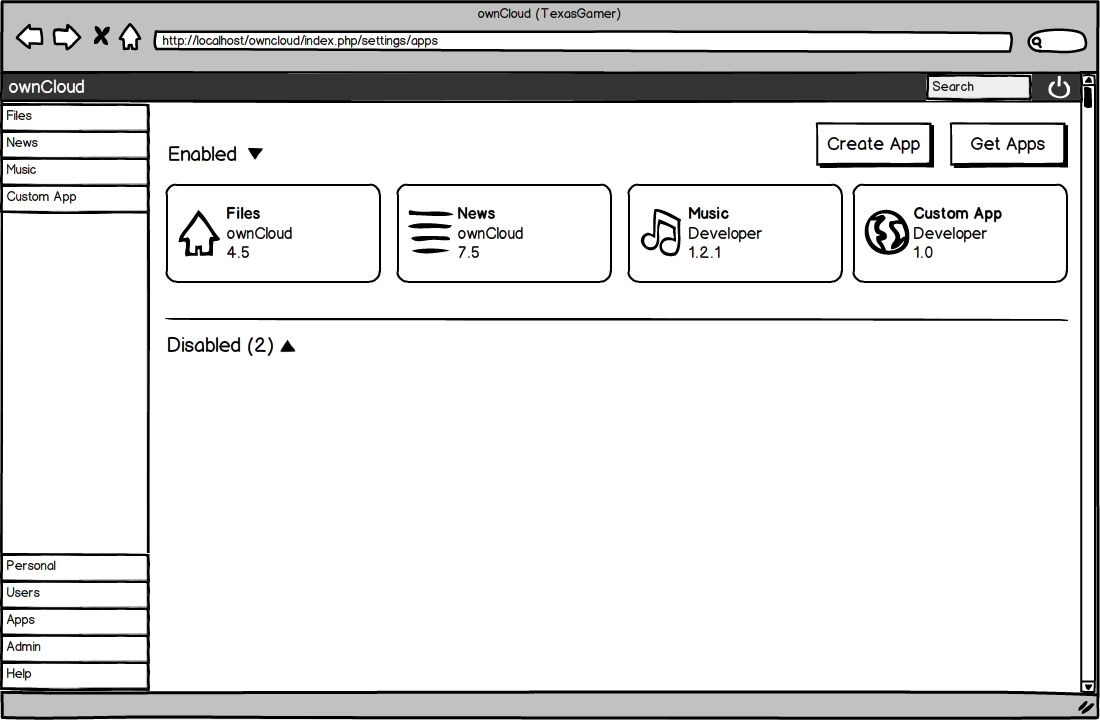 ownCloud (TexasGamer)
http://localhost/owncloud/index.php/settings/apps
ownCloud
Search
Files
News
Music
Custom App
Personal
Users
Apps
Admin
Help
Enabled
Create App
Get Apps
Files
ownCloud
4.5
News
ownCloud
7.5
Music
Developer
1.2.1
Custom App
Developer
1.0
Disabled (2)